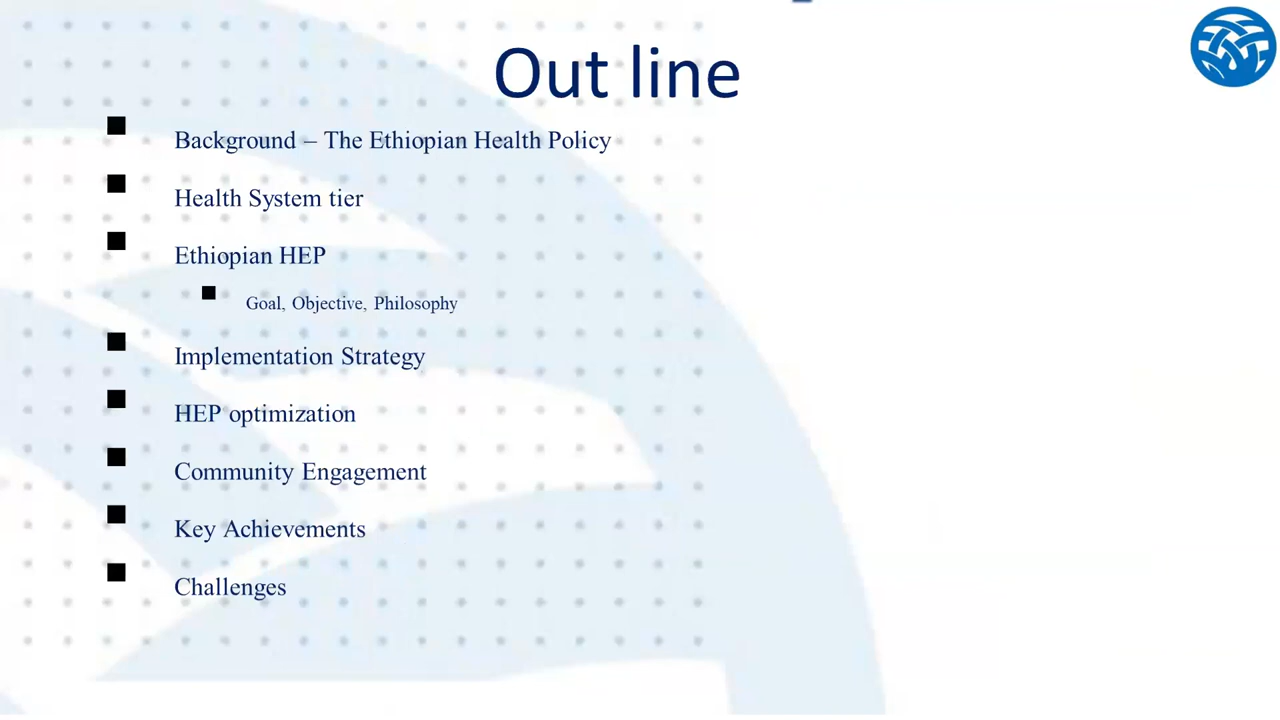 Out line
Background – The Ethiopian Health Policy
Health System tier
Ethiopian HEP
Goal, Objective, Philosophy
Implementation Strategy
HEP optimization
Community Engagement
Key Achievements
Challenges